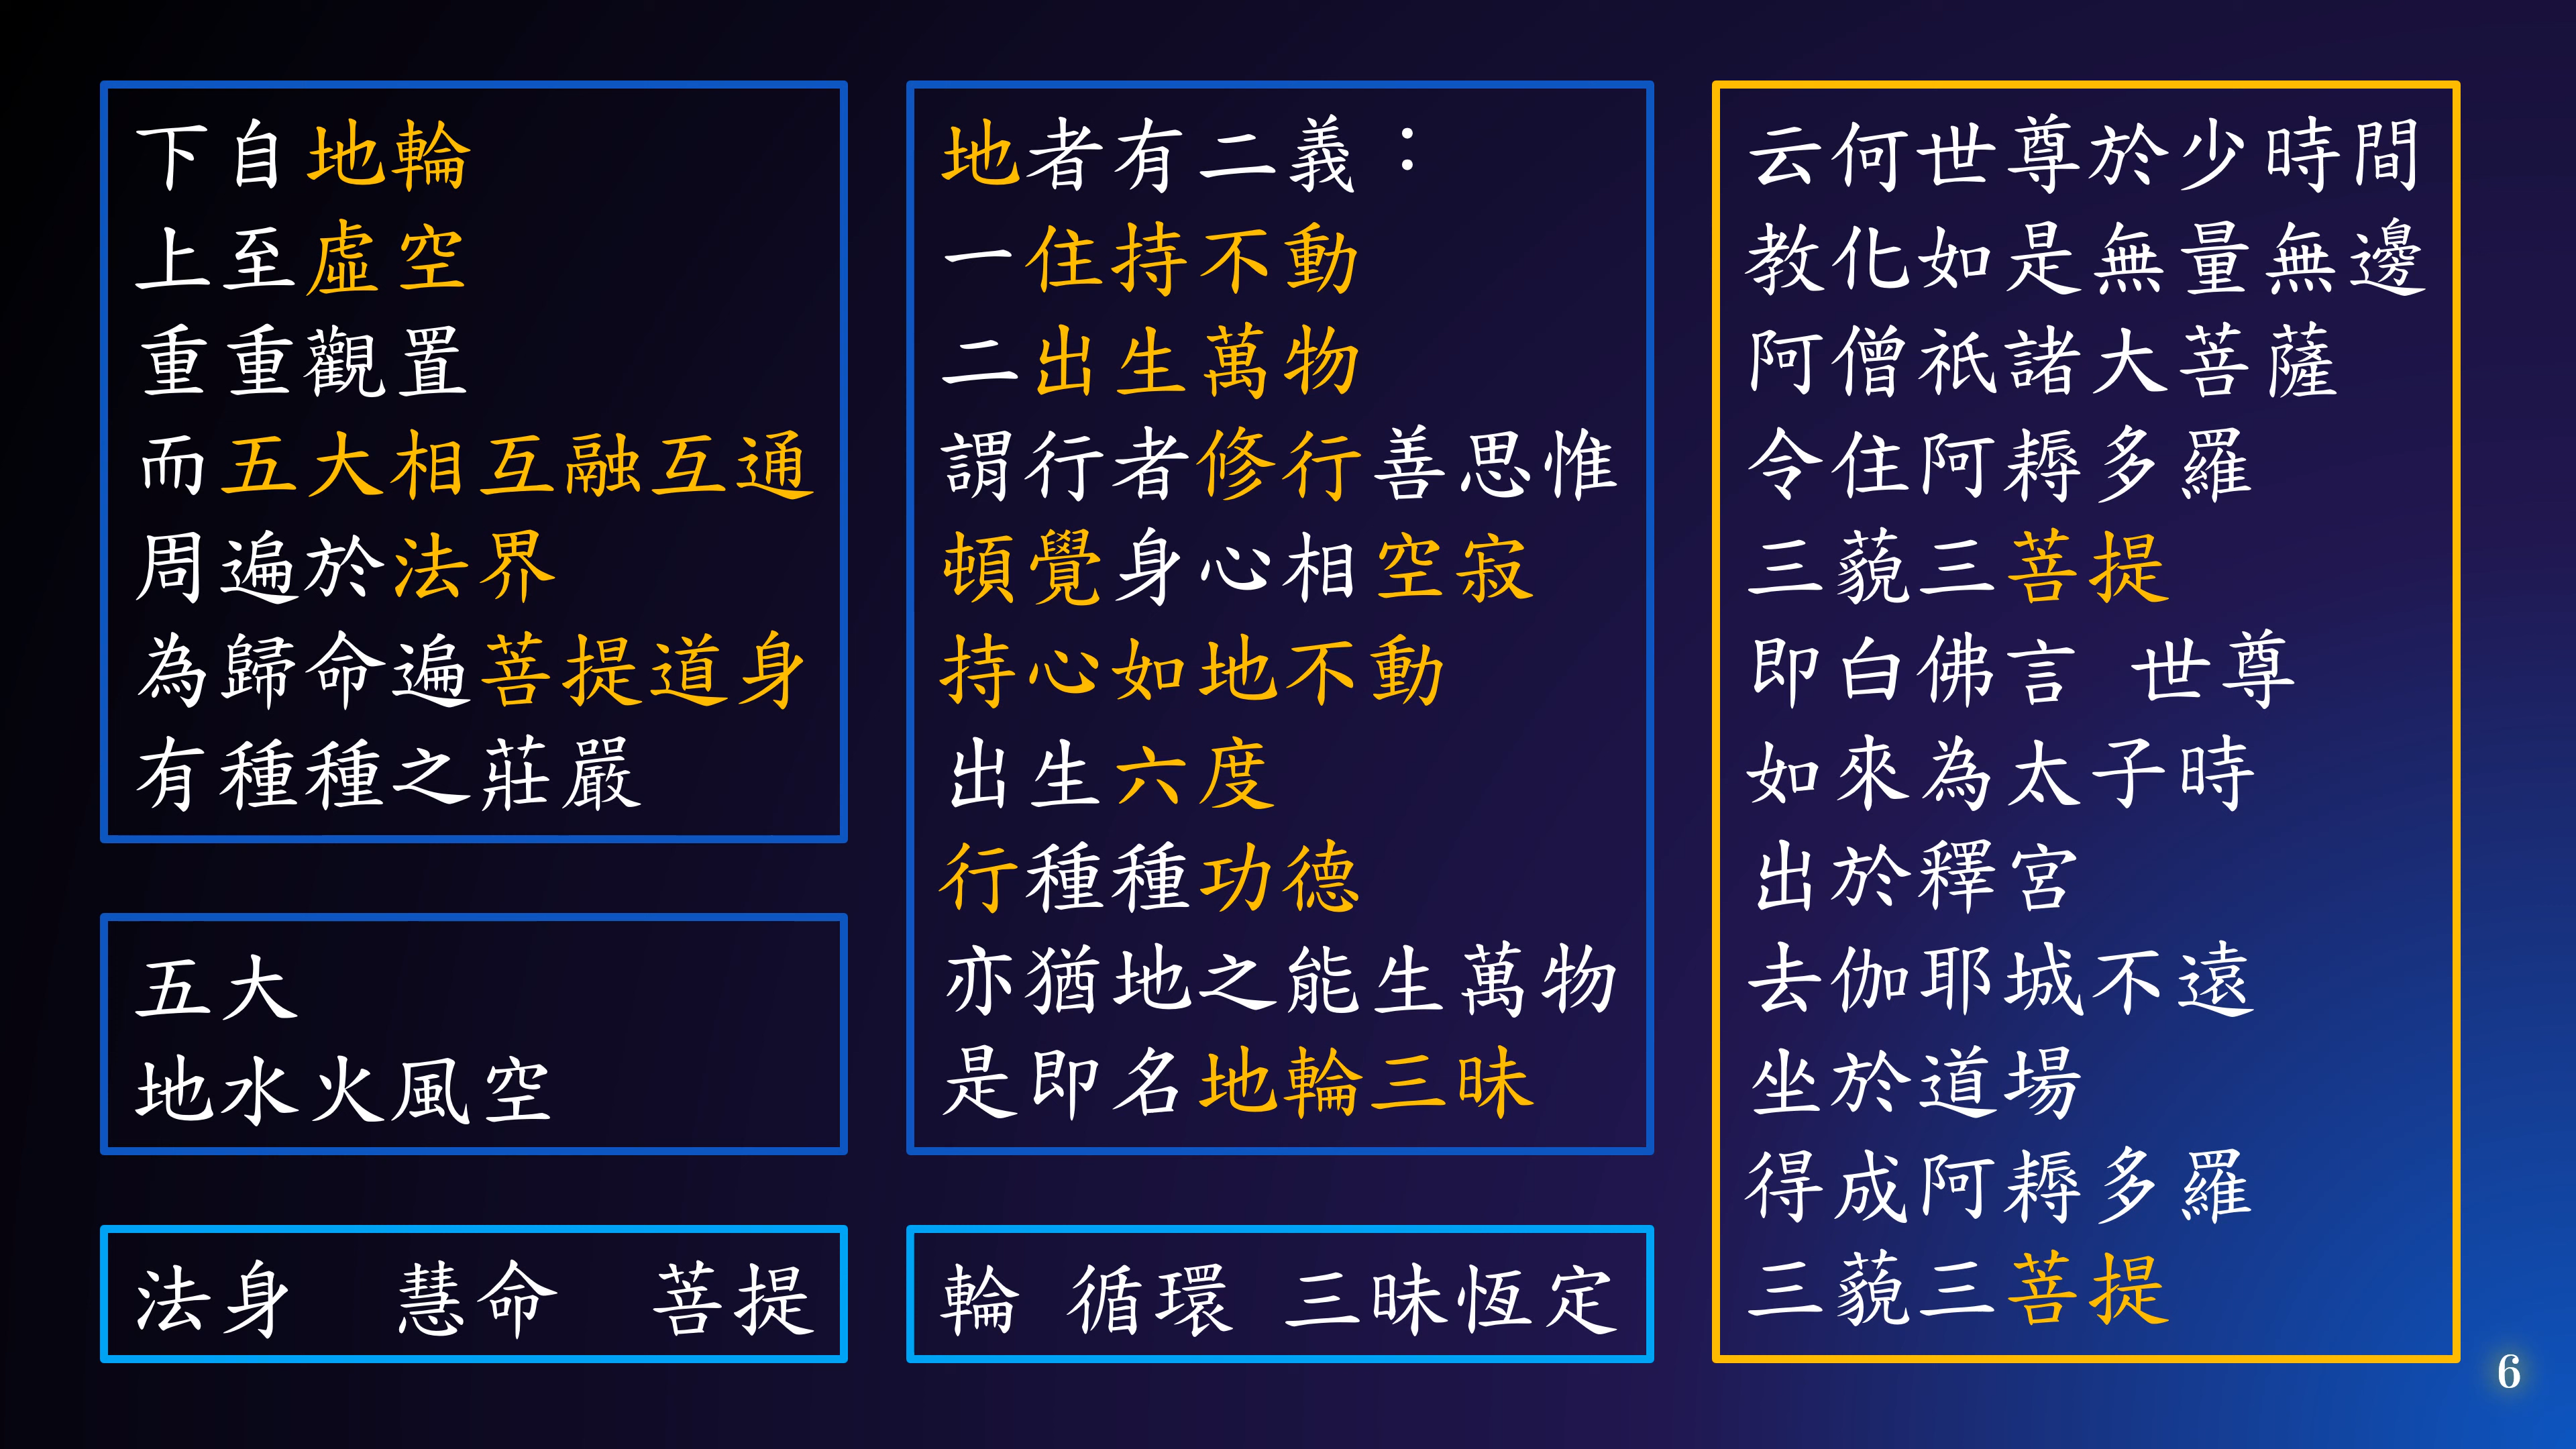 下自地輪
上至虛空
重重觀置
而五大相互融互通
周遍於法界
為歸命遍菩提道身
有種種之莊嚴
五大
地水火風空
法身 慧命 菩提
地者有二義：
一住持不動
二出生萬物
謂行者修行善思惟
頓覺身心相空寂
持心如地不動
出生六度
行種種功德
亦猶地之能生萬物
是即名地輪三昧
輪 循環 三昧恆定
云何世尊於少時間
教化如是無量無邊
阿僧祇諸大菩薩
令住阿耨多羅
三藐三菩提
即白佛言 世尊
如來為太子時
出於釋宮
去伽耶城不遠
坐於道場
得成阿耨多羅
三藐三菩提
6